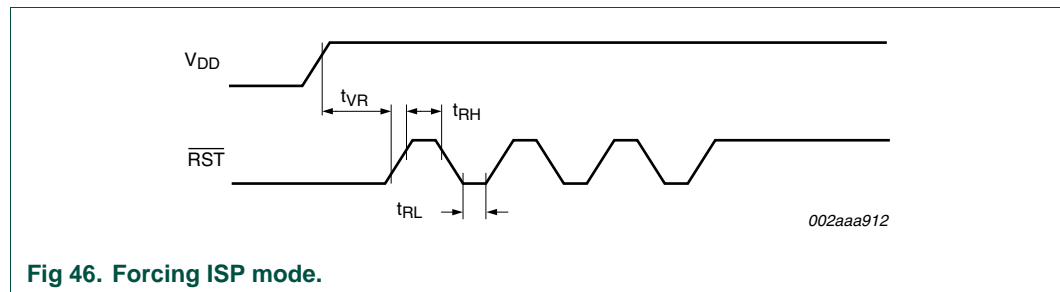 VDD
tVR
tRH
RST
tRL
002aaa912
Fig 46. Forcing ISP mode.